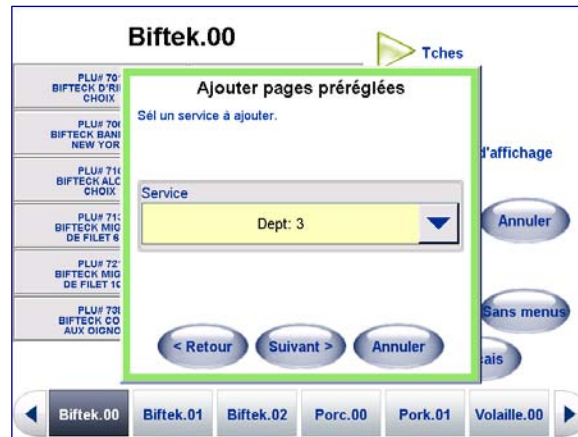 Biftek.00
Tches
PLU# 70
BIFTECK D'RI
CHOIX
PLU# 70
BIFTECK BAN
NEW YOR
PLU# 71
BIFTECK ALC
CHOIX
PLU# 71
BIFTECK MIG
DE FILET 6
PLU# 72
BIFTECK MIG
DE FILET 1
PLU# 73
BIFTECK CO
AUX OIGNO
Ajouter pages préréglées
Sél un service à ajouter.
Service
Dept: 3
< Retour
Suivant >
Annuler
d'affichage
Annuler
Sans menus
ais
Biftek.00
Biftek.01
Biftek.02
Porc.00
Pork.01
Volaille.00